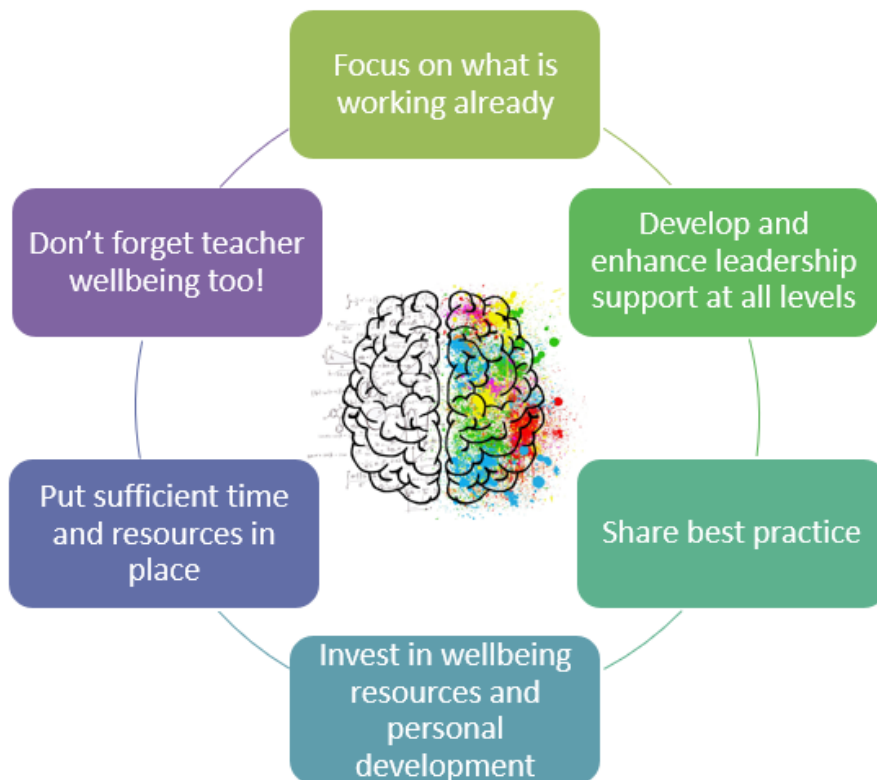 Focus on what is
working already
Develop and
enhance leadership
support at all levels
Share best practice
Invest in wellbeing
resources and
personal
development
Put sufficient time
and resources in
place
Don’t forget teacher
wellbeing too!